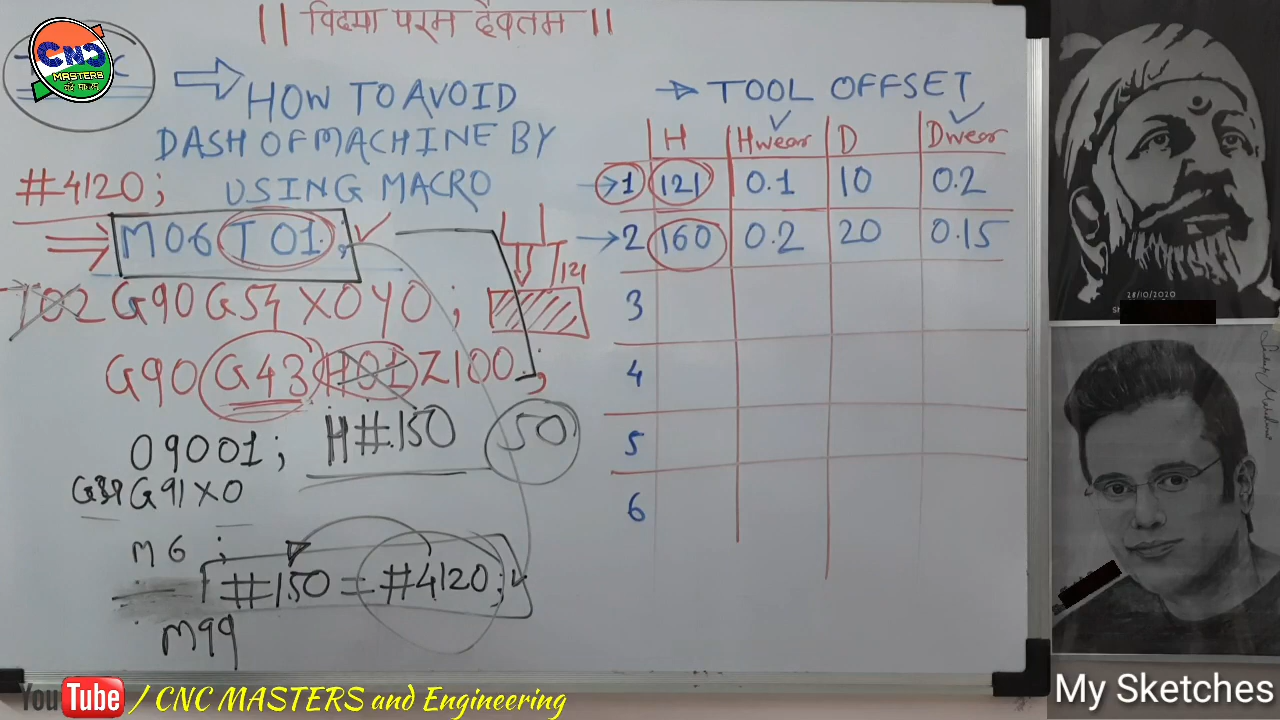 || विद्या परम दैवतम ||
CNC
MASTERS
HOW TO AVOID
DASH OF MACHINE BY
USING MACRO
#4120;
M06 T01;
T02 G90 G54 X0 Y0;
G90 G43 H01 Z100;
O9001; H#150 50
G91 X0
M6 ;
#150 = #4120;
M99
121
TOOL OFFSET
H Hwear D Dwear
1 121 0.1 10 0.2
2 160 0.2 20 0.15
3
4
5
6
28/10/2020
YouTube / CNC MASTERS and Engineering
My Sketches